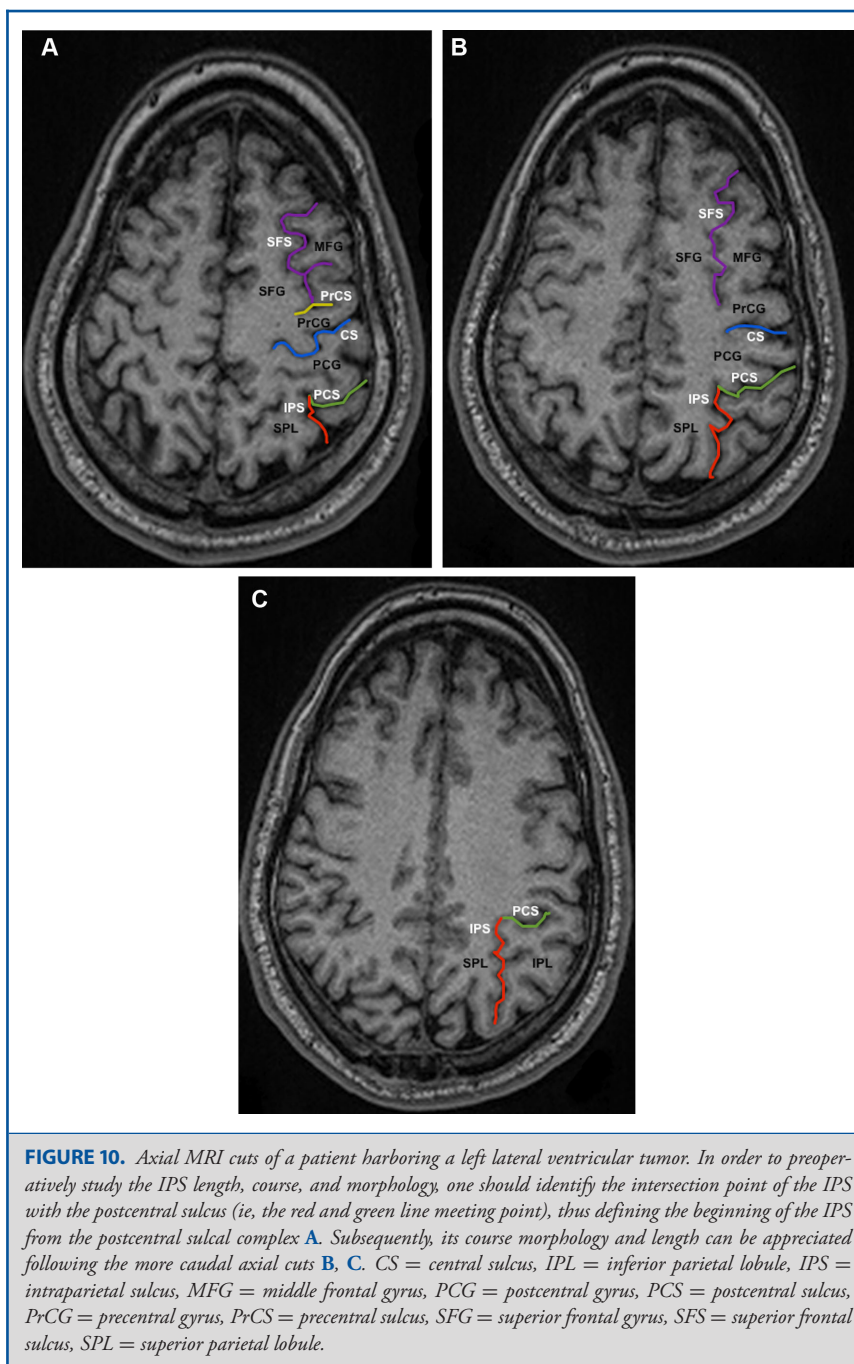 A
B
SFS
MFG
SFG
PrCS
PrCG
CS
PCG
PCS
IPS
SPL
SFS
SFG
MFG
PrCG
CS
PCG
PCS
IPS
SPL
C
PCS
IPS
SPL
IPL
FIGURE 10. Axial MRI cuts of a patient harboring a left lateral ventricular tumor. In order to preoper-
atively study the IPS length, course, and morphology, one should identify the intersection point of the IPS
with the postcentral sulcus (ie, the red and green line meeting point), thus defining the beginning of the IPS
from the postcentral sulcal complex A. Subsequently, its course morphology and length can be appreciated
following the more caudal axial cuts B, C. CS = central sulcus, IPL = inferior parietal lobule, IPS =
intraparietal sulcus, MFG = middle frontal gyrus, PCG = postcentral gyrus, PCS = postcentral sulcus,
PrCG = precentral gyrus, PrCS = precentral sulcus, SFG = superior frontal gyrus, SFS = superior frontal
sulcus, SPL = superior parietal lobule.